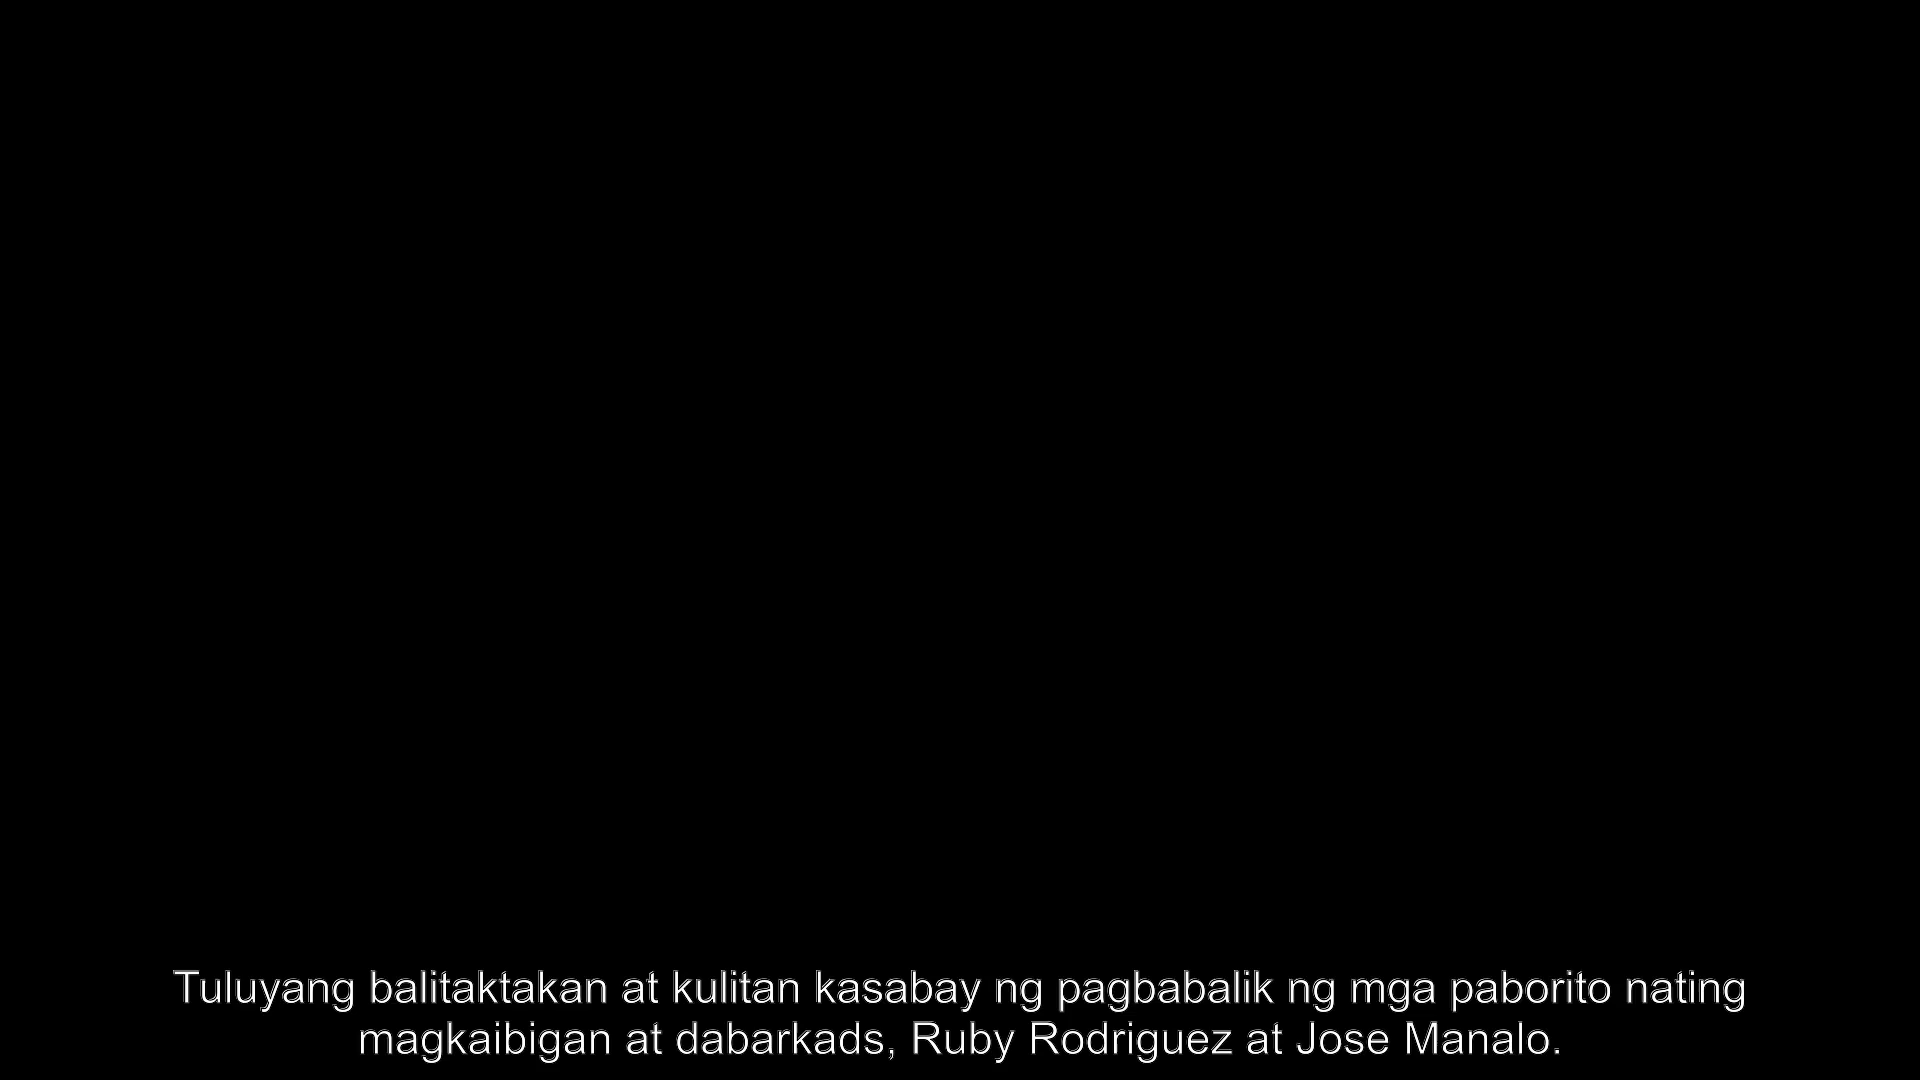 Tuluyang balitaktakan at kulitan kasabay ng pagbabalik ng mga paborito nating
magkaibigan at dabarkads, Ruby Rodriguez at Jose Manalo.